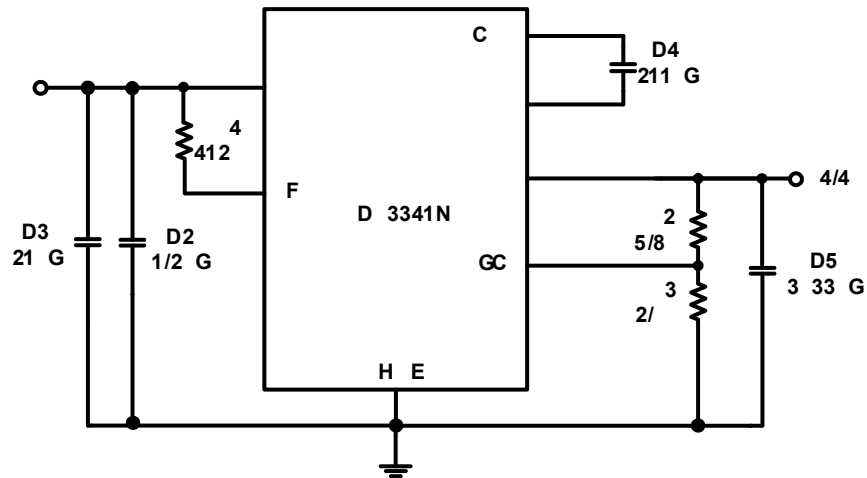 C
D4
211 G
4
412
F
D 3341N
4/4
D3
21 G
D2
1/2 G
2
5/8
GC
3
2/
D5
3 33 G
H E